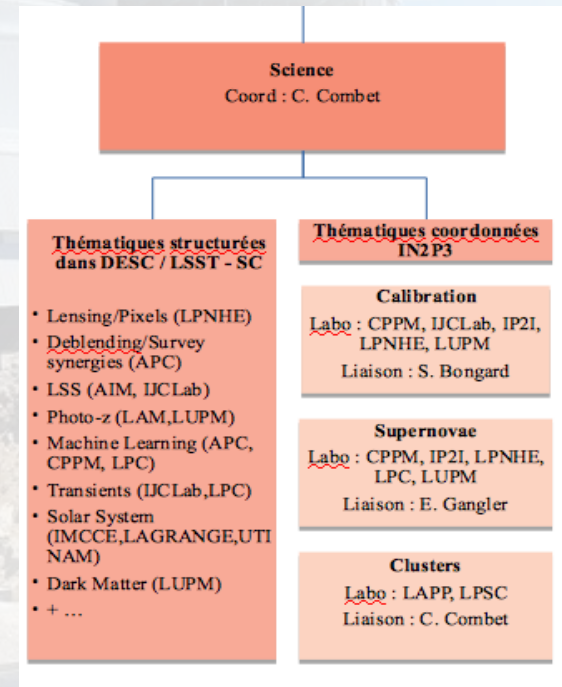 Science
Coord : C. Combet
Thématiques structurées
dans DESC / LSST - SC
• Lensing/Pixels (LPNHE)
• Deblending/Survey
synergies (APC)
• LSS (AIM, IJCLab)
• Photo-z (LAM,LUPM)
• Machine Learning (APC,
CPPM, LPC)
• Transients (IJCLab,LPC)
• Solar System
(IMCCE,LAGRANGE,UTI
NAM)
• Dark Matter (LUPM)
• + ...
Thématiques coordonnées
IN2P3
Calibration
Labo : CPPM, IJCLab, IP2I,
LPNHE, LUPM
Liaison : S. Bongard
Supernovae
Labo : CPPM, IP2I, LPNHE,
LPC, LUPM
Liaison : E. Gangler
Clusters
Labo : LAPP, LPSC
Liaison : C. Combet